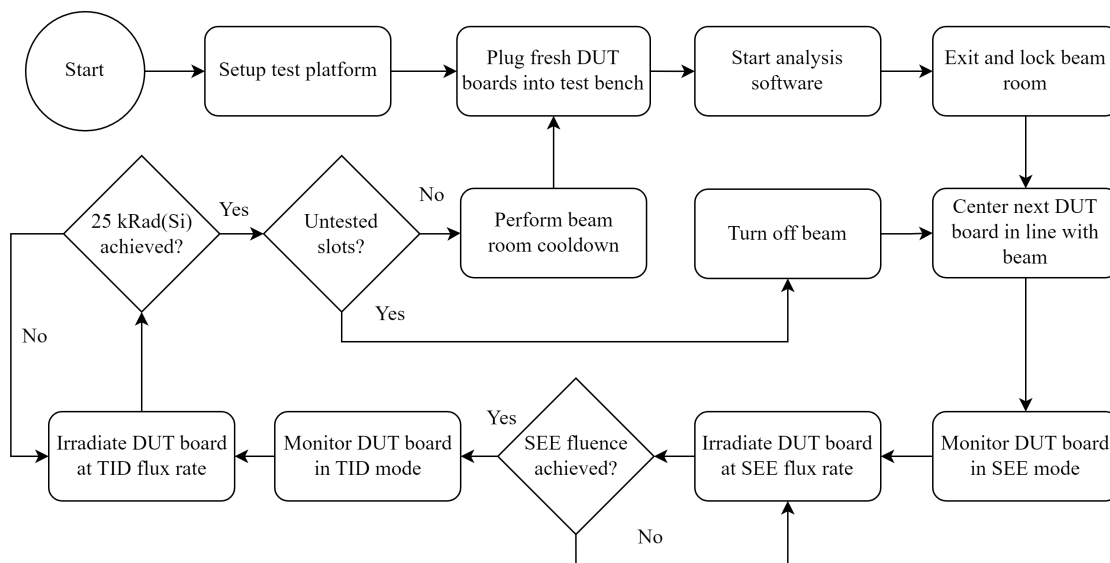 Start
Setup test platform
Plug fresh DUT
boards into test bench
Start analysis
software
Exit and lock beam
room
25 kRad(Si)
achieved?
Yes
Untested
slots?
No
Perform beam
room cooldown
Turn off beam
Center next DUT
board in line with
beam
Yes
No
Irradiate DUT board
at TID flux rate
Monitor DUT board
in TID mode
Yes
SEE fluence
achieved?
Irradiate DUT board
at SEE flux rate
Monitor DUT board
in SEE mode
No